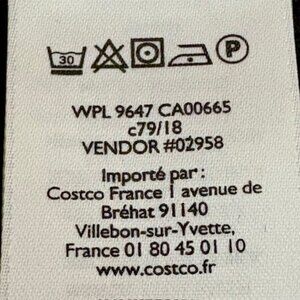 30
P
WPL 9647 CA00665
c79/18
VENDOR #02958
Importé par :
Costco France 1 avenue de
Bréhat 91140
Villebon-sur-Yvette,
France 01 80 45 01 10
www.costco.fr